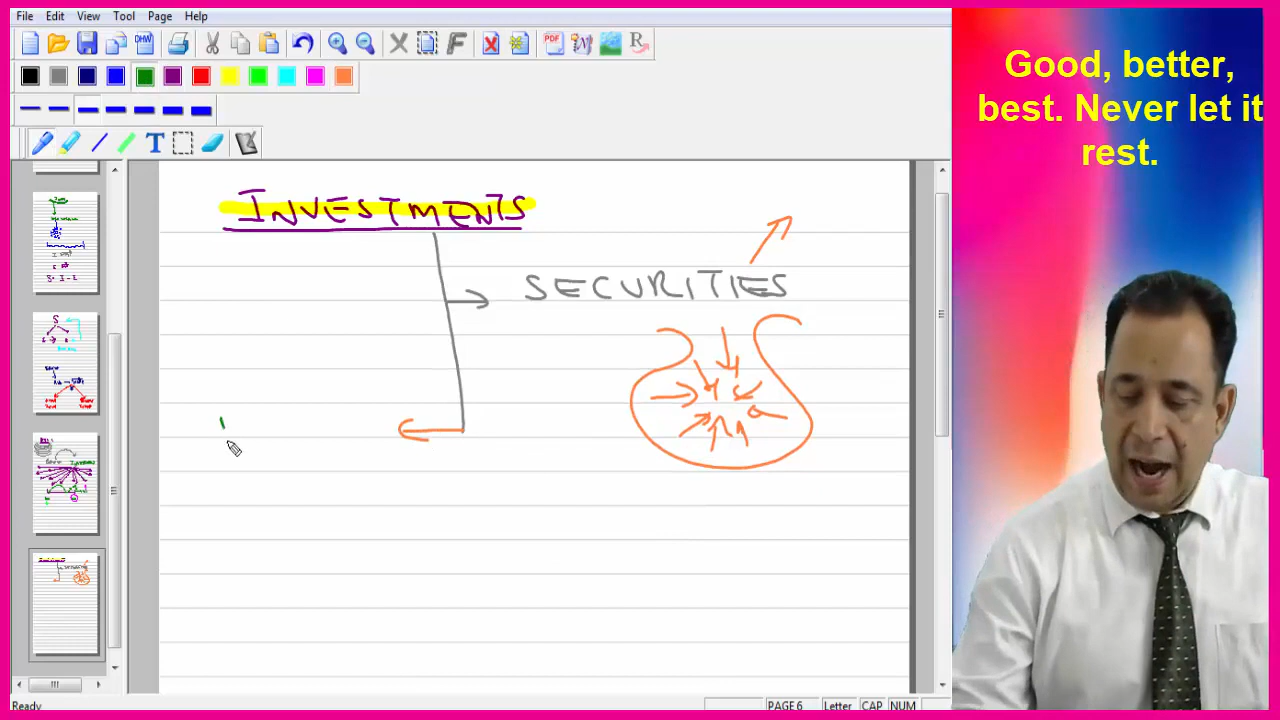 File Edit View Tool Page Help
INVESTMENTS
SECURITIES
Ready
PAGE 6 Letter CAP NUM
Good, better,
best. Never let it
rest.